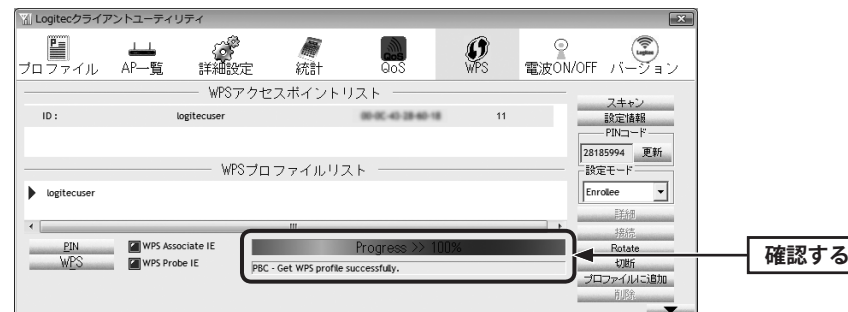 Logitecクライアントユーティリティ
プロファイル AP一覧 詳細設定 統計 QoS WPS 電波ON/OFF バージョン
WPSアクセスポイントリスト
ID : logitecuser 11
スキャン
設定情報
PINコード
28185994 更新
WPSプロファイルリスト
設定モード
logitecuser
Enrollee
詳細
接続
PIN WPS Associate IE Progress >> 100% Rotate
WPS WPS Probe IE 切断
PBC - Get WPS profile successfully.
プロファイルに追加
削除
確認する